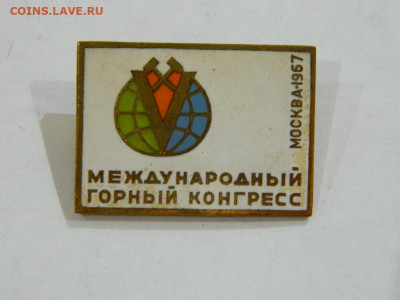 COINS.LAVE.RU
V
МОСКВА·1967
МЕЖДУНАРОДНЫЙ
ГОРНЫЙ КОНГРЕСС